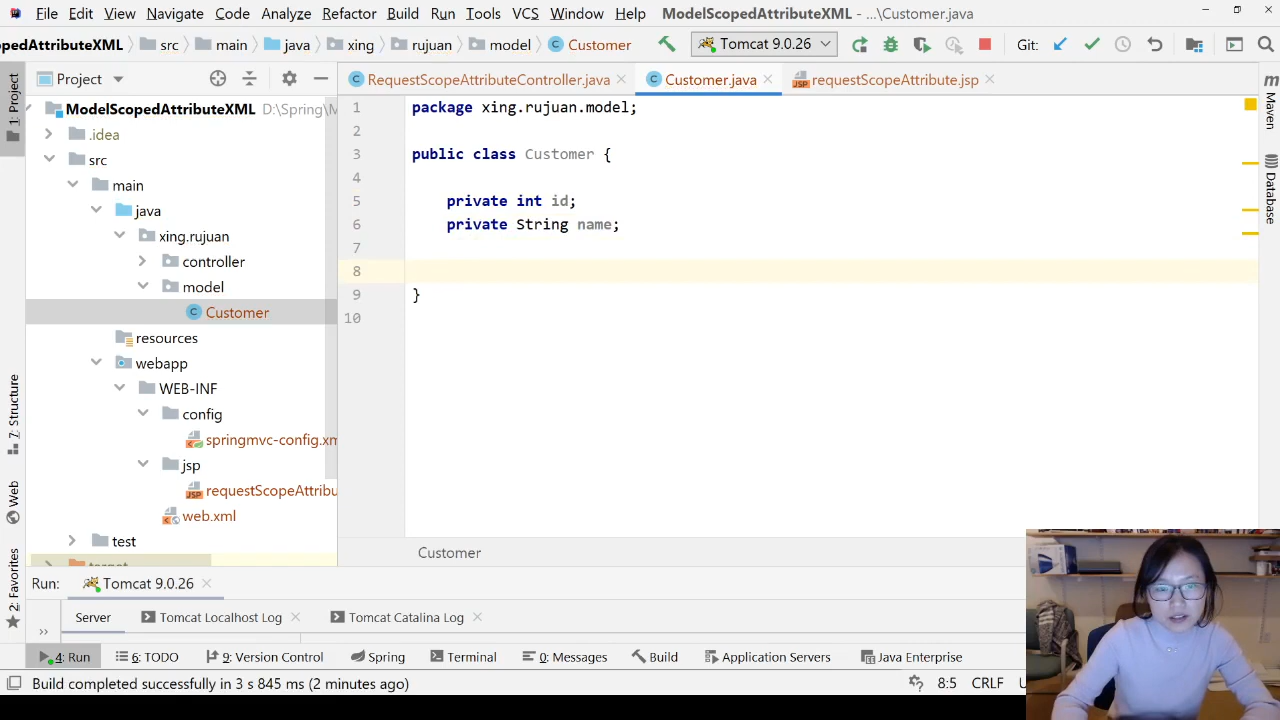 File Edit View Navigate Code Analyze Refactor Build Run Tools VCS Window Help ModelScopedAttributeXML - ...\Customer.java
pedAttributeXML src main java xing rujuan model Customer Tomcat 9.0.26 Git:
Project
RequestScopeAttributeController.java Customer.java requestScopeAttribute.jsp
1: Project
7: Structure
Web
2: Favorites
Maven
Database
ModelScopedAttributeXML D:\Spring\M
.idea
src
main
java
xing.rujuan
controller
model
Customer
resources
webapp
WEB-INF
config
springmvc-config.xm
jsp
requestScopeAttribu
web.xml
test
target
1 package xing.rujuan.model;
2
3 public class Customer {
4
5 private int id;
6 private String name;
7
8
9 }
10
Customer
Run: Tomcat 9.0.26
Server Tomcat Localhost Log Tomcat Catalina Log
4: Run 6: TODO 9: Version Control Spring Terminal 0: Messages Build Application Servers Java Enterprise
Build completed successfully in 3 s 845 ms (2 minutes ago) 8:5 CRLF